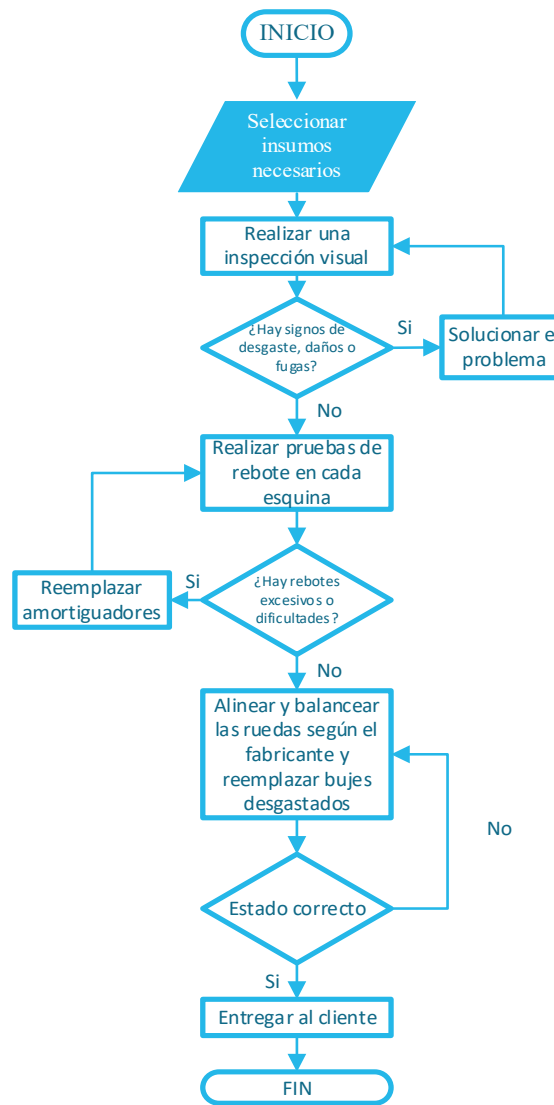 INICIO
Seleccionar
insumos
necesarios
Realizar una
inspección visual
¿Hay signos de
desgaste, daños o
fugas?
Si
Solucionar e
problema
No
Realizar pruebas de
rebote en cada
esquina
¿Hay rebotes
excesivos o
dificultades?
Si
Reemplazar
amortiguadores
No
Alinear y balancear
las ruedas según el
fabricante y
reemplazar bujes
desgastados
No
Estado correcto
Si
Entregar al cliente
FIN